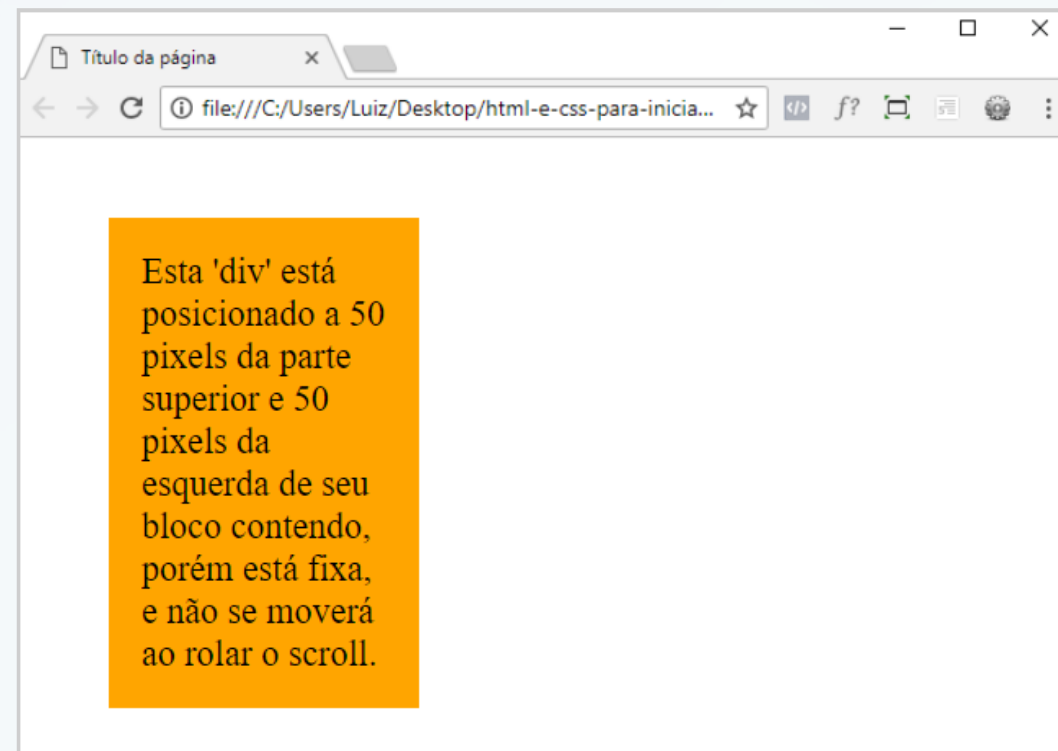 Título da página
file:///C:/Users/Luiz/Desktop/html-e-css-para-inicia...
f?
Esta 'div' está
posicionado a 50
pixels da parte
superior e 50
pixels da
esquerda de seu
bloco contendo,
porém está fixa,
e não se moverá
ao rolar o scroll.